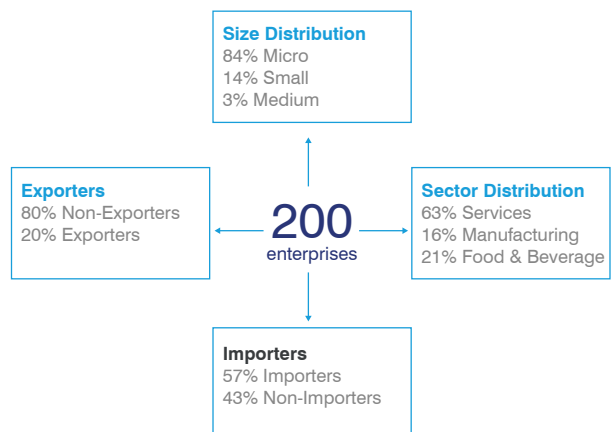 Size Distribution
84% Micro
14% Small
3% Medium
Exporters
80% Non-Exporters
20% Exporters
200
enterprises
Sector Distribution
63% Services
16% Manufacturing
21% Food & Beverage
Importers
57% Importers
43% Non-Importers